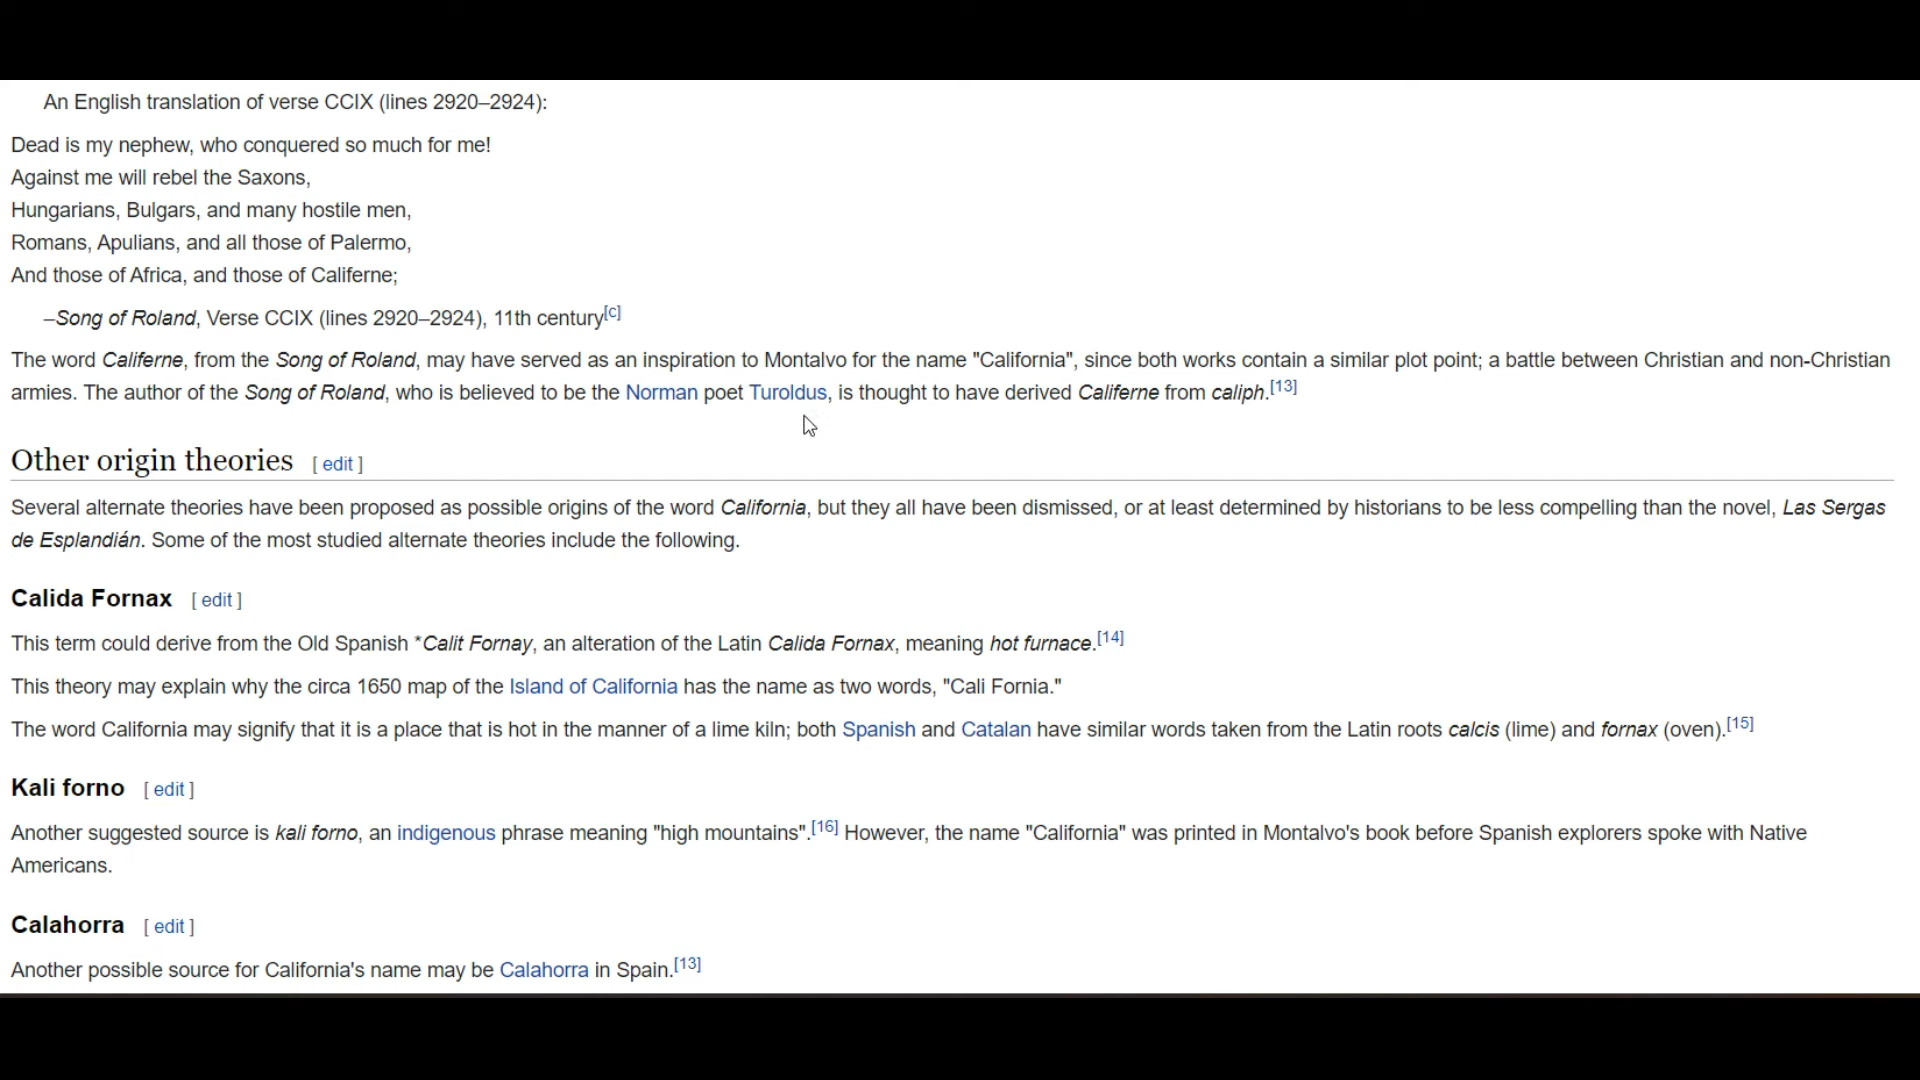 An English translation of verse CCIX (lines 2920–2924):
Dead is my nephew, who conquered so much for me!
Against me will rebel the Saxons,
Hungarians, Bulgars, and many hostile men,
Romans, Apulians, and all those of Palermo,
And those of Africa, and those of Califerne;
–Song of Roland, Verse CCIX (lines 2920–2924), 11th century[c]
The word Califerne, from the Song of Roland, may have served as an inspiration to Montalvo for the name "California", since both works contain a similar plot point; a battle between Christian and non-Christian
armies. The author of the Song of Roland, who is believed to be the Norman poet Turoldus, is thought to have derived Califerne from caliph.[13]
Other origin theories [ edit ]
Several alternate theories have been proposed as possible origins of the word California, but they all have been dismissed, or at least determined by historians to be less compelling than the novel, Las Sergas
de Esplandián. Some of the most studied alternate theories include the following.
Calida Fornax [ edit ]
This term could derive from the Old Spanish *Calit Fornay, an alteration of the Latin Calida Fornax, meaning hot furnace.[14]
This theory may explain why the circa 1650 map of the Island of California has the name as two words, "Cali Fornia."
The word California may signify that it is a place that is hot in the manner of a lime kiln; both Spanish and Catalan have similar words taken from the Latin roots calcis (lime) and fornax (oven).[15]
Kali forno [ edit ]
Another suggested source is kali forno, an indigenous phrase meaning "high mountains".[16] However, the name "California" was printed in Montalvo's book before Spanish explorers spoke with Native
Americans.
Calahorra [ edit ]
Another possible source for California's name may be Calahorra in Spain.[13]